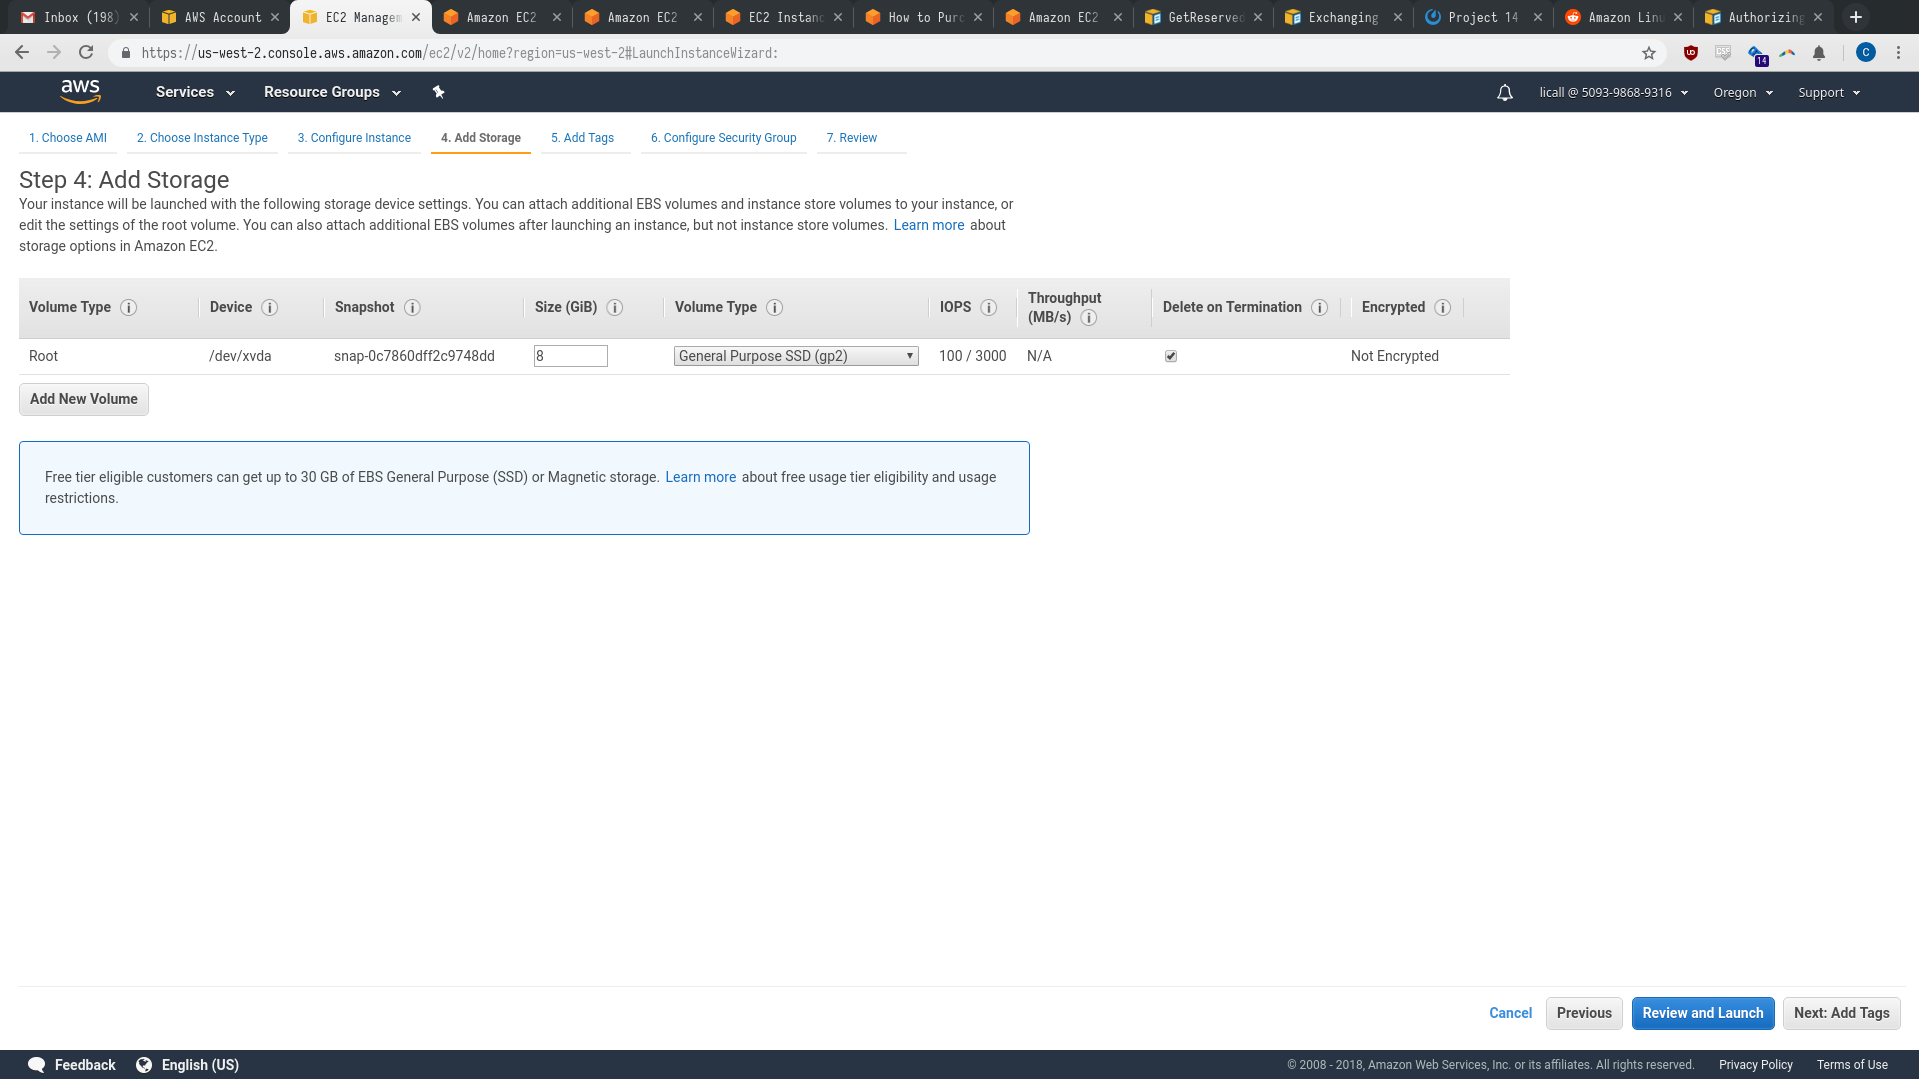 Inbox (198)
AWS Account
EC2 Managem
Amazon EC2
Amazon EC2
EC2 Instanc
How to Purc
Amazon EC2
GetReserved
Exchanging
Project 14
Amazon Linu
Authorizing
https://us-west-2.console.aws.amazon.com/ec2/v2/home?region=us-west-2#LaunchInstanceWizard:
14
C
aws
Services
Resource Groups
licall @ 5093-9868-9316
Oregon
Support
1. Choose AMI
2. Choose Instance Type
3. Configure Instance
4. Add Storage
5. Add Tags
6. Configure Security Group
7. Review
Step 4: Add Storage
Your instance will be launched with the following storage device settings. You can attach additional EBS volumes and instance store volumes to your instance, or
edit the settings of the root volume. You can also attach additional EBS volumes after launching an instance, but not instance store volumes. Learn more about
storage options in Amazon EC2.
Volume Type
Device
Snapshot
Size (GiB)
Volume Type
IOPS
Throughput
(MB/s)
Delete on Termination
Encrypted
Root
/dev/xvda
snap-0c7860dff2c9748dd
8
General Purpose SSD (gp2)
100 / 3000
N/A
Not Encrypted
Add New Volume
Free tier eligible customers can get up to 30 GB of EBS General Purpose (SSD) or Magnetic storage. Learn more about free usage tier eligibility and usage
restrictions.
Cancel
Previous
Review and Launch
Next: Add Tags
Feedback
English (US)
© 2008 - 2018, Amazon Web Services, Inc. or its affiliates. All rights reserved.
Privacy Policy
Terms of Use